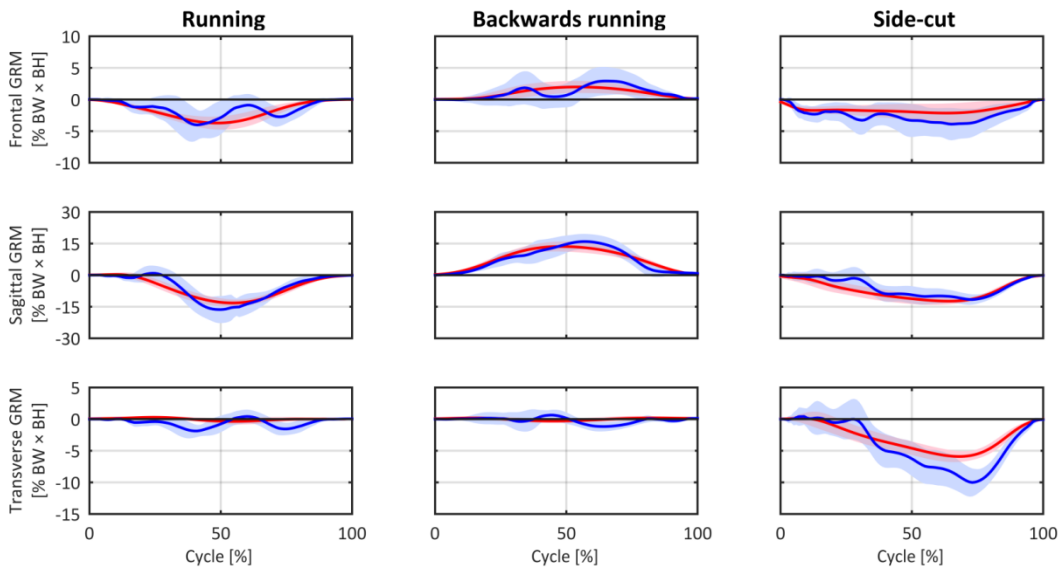 Running Backwards running Side-cut
Frontal GRM
[% BW × BH]
10
5
0
-5
-10
Sagittal GRM
[% BW × BH]
30
15
0
-15
-30
Transverse GRM
[% BW × BH]
5
0
-5
-10
-15
0 50 100 0 50 100 0 50 100
Cycle [%] Cycle [%] Cycle [%]